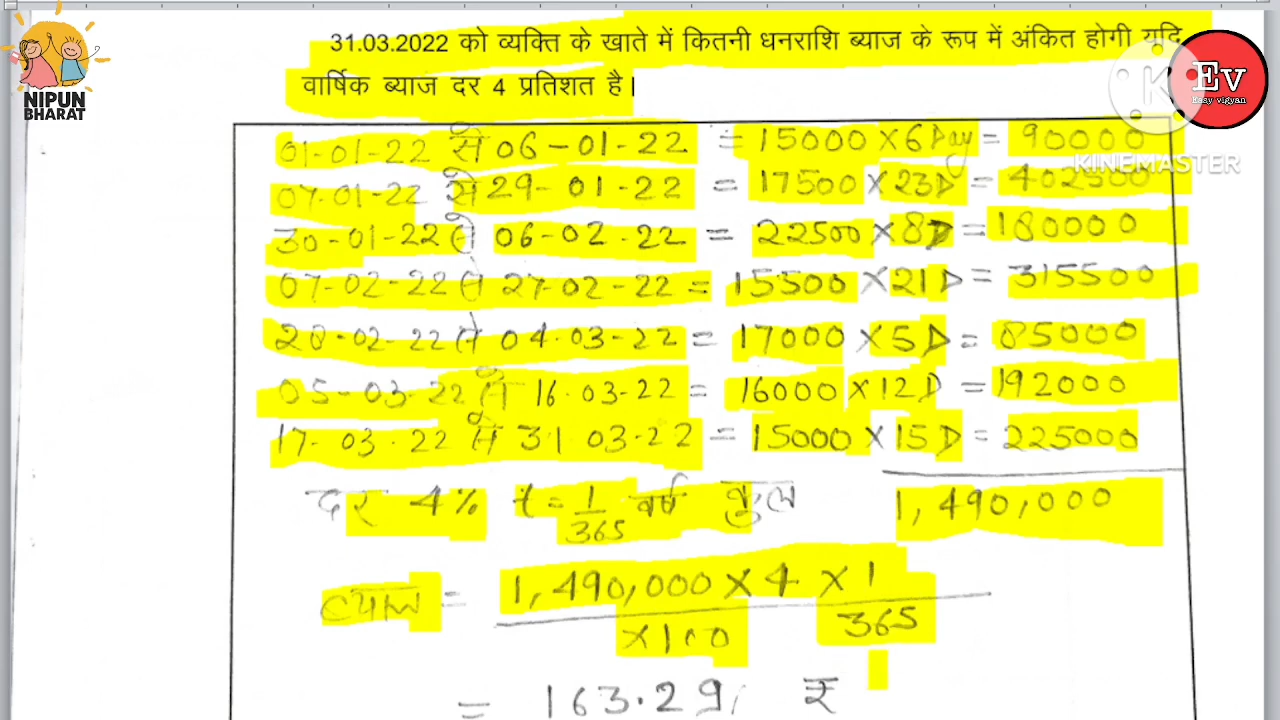 31.03.2022 को व्यक्ति के खाते में कितनी धनराशि ब्याज के रूप में अंकित होगी यदि
वार्षिक ब्याज दर 4 प्रतिशत है।
NIPUN
BHARAT
Ev
Easy vigyan
K
KINEMASTER
01-01-22 से 06-01-22 = 15000 × 6 Day = 90000
07-01-22 से 29-01-22 = 17500 × 23D = 402500
30-01-22 से 06-02-22 = 22500 × 8D = 180000
07-02-22 से 27-02-22 = 15500 × 21D = 315500
28-02-22 से 04.03-22 = 17000 × 5D = 85000
05-03-22 से 16.03-22 = 16000 × 12D = 192000
17-03-22 से 31 03-22 = 15000 × 15D = 225000
दर 4% t = 1/365 वर्ष कुल 1,490,000
ब्याज = 1,490,000 × 4 × 1
×100 365
= 163.29 ₹